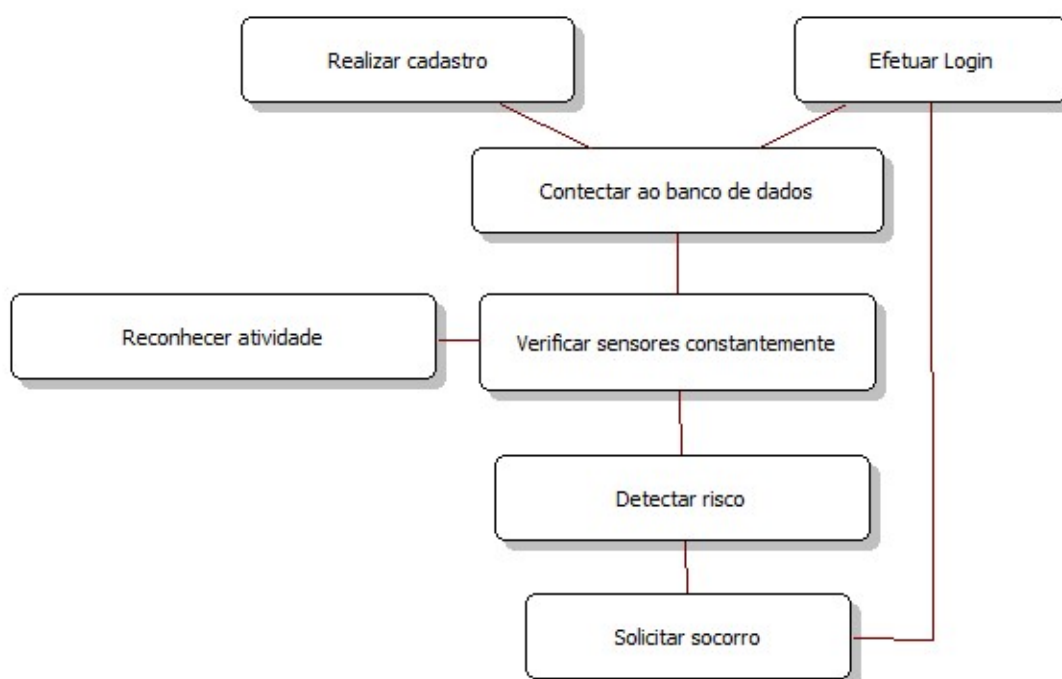 Realizar cadastro
Efetuar Login
Contectar ao banco de dados
Reconhecer atividade
Verificar sensores constantemente
Detectar risco
Solicitar socorro